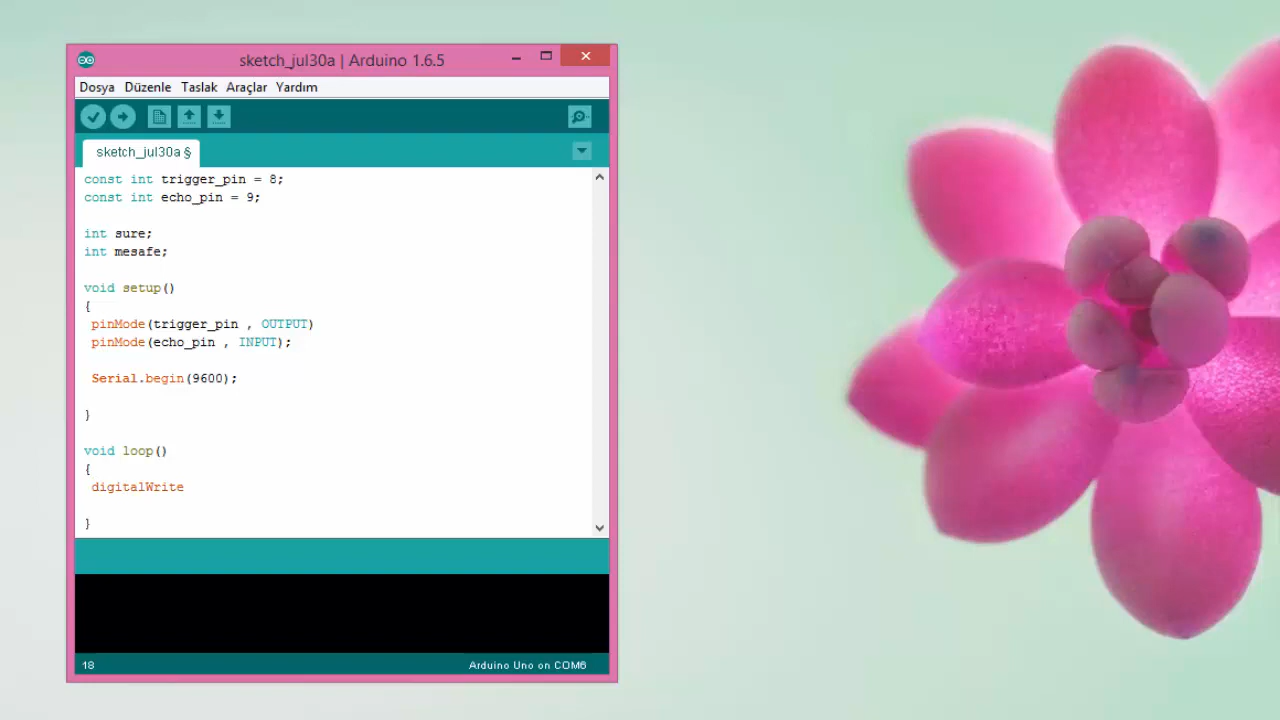 sketch_jul30a | Arduino 1.6.5
Dosya Düzenle Taslak Araçlar Yardım
sketch_jul30a §
const int trigger_pin = 8;
const int echo_pin = 9;
int sure;
int mesafe;
void setup()
{
pinMode(trigger_pin , OUTPUT)
pinMode(echo_pin , INPUT);
Serial.begin(9600);
}
void loop()
{
digitalWrite
}
18
Arduino Uno on COM6